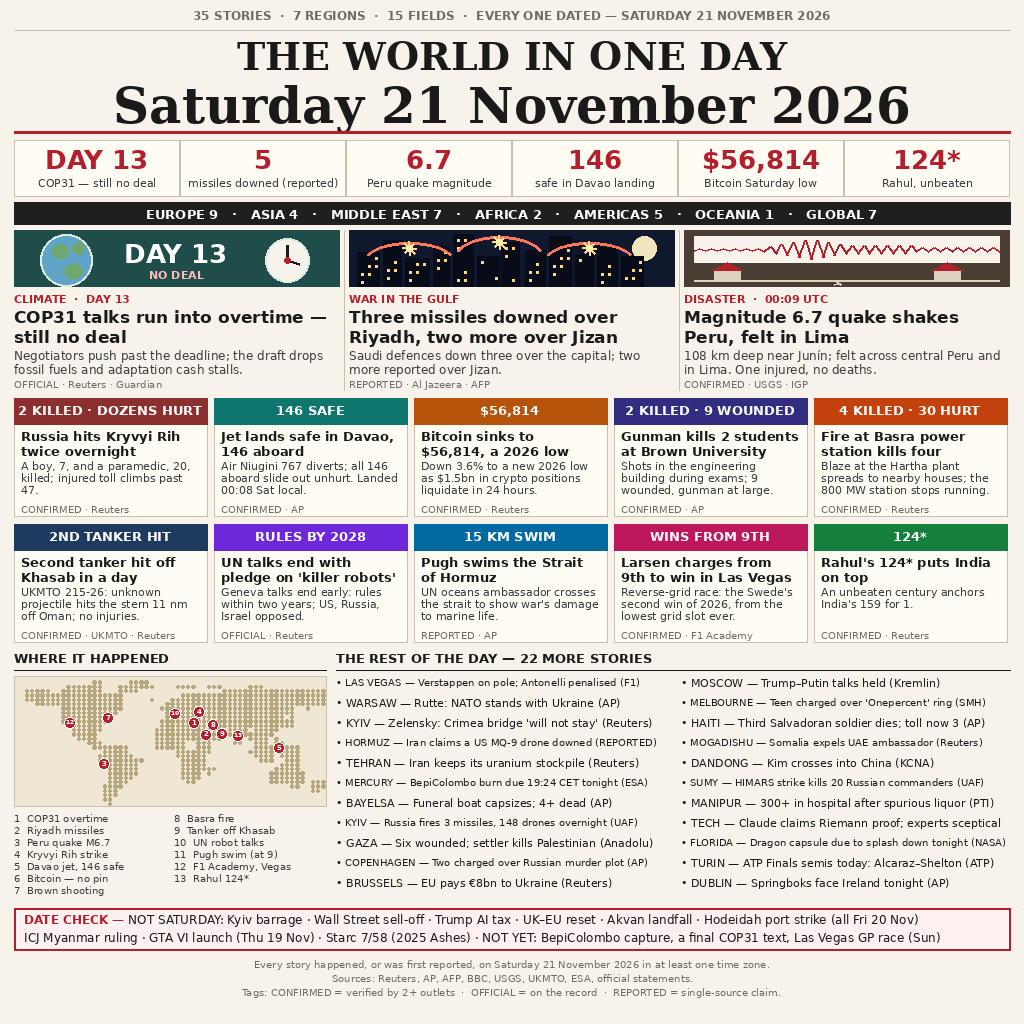 35 STORIES · 7 REGIONS · 15 FIELDS · EVERY ONE DATED — SATURDAY 21 NOVEMBER 2026
THE WORLD IN ONE DAY
Saturday 21 November 2026
DAY 13
COP31 — still no deal
5
missiles downed (reported)
6.7
Peru quake magnitude
146
safe in Davao landing
$56,814
Bitcoin Saturday low
124*
Rahul, unbeaten
EUROPE 9 · ASIA 4 · MIDDLE EAST 7 · AFRICA 2 · AMERICAS 5 · OCEANIA 1 · GLOBAL 7
DAY 13
NO DEAL
CLIMATE · DAY 13
COP31 talks run into overtime —
still no deal
Negotiators push past the deadline; the draft drops
fossil fuels and adaptation cash stalls.
OFFICIAL · Reuters · Guardian
WAR IN THE GULF
Three missiles downed over
Riyadh, two more over Jizan
Saudi defences down three over the capital; two
more reported over Jizan.
REPORTED · Al Jazeera · AFP
DISASTER · 00:09 UTC
Magnitude 6.7 quake shakes
Peru, felt in Lima
108 km deep near Junín; felt across central Peru and
in Lima. One injured, no deaths.
CONFIRMED · USGS · IGP
2 KILLED · DOZENS HURT
Russia hits Kryvyi Rih
twice overnight
A boy, 7, and a paramedic, 20,
killed; injured toll climbs past
47.
CONFIRMED · Reuters
146 SAFE
Jet lands safe in Davao,
146 aboard
Air Niugini 767 diverts; all 146
aboard slide out unhurt. Landed
00:08 Sat local.
CONFIRMED · AP
$56,814
Bitcoin sinks to
$56,814, a 2026 low
Down 3.6% to a new 2026 low
as $1.5bn in crypto positions
liquidate in 24 hours.
CONFIRMED · Reuters
2 KILLED · 9 WOUNDED
Gunman kills 2 students
at Brown University
Shots in the engineering
building during exams; 9
wounded, gunman at large.
CONFIRMED · AP
4 KILLED · 30 HURT
Fire at Basra power
station kills four
Blaze at the Hartha plant
spreads to nearby houses; the
800 MW station stops running.
CONFIRMED · Reuters
2ND TANKER HIT
Second tanker hit off
Khasab in a day
UKMTO 215-26: unknown
projectile hits the stern 11 nm
off Oman; no injuries.
CONFIRMED · UKMTO · Reuters
RULES BY 2028
UN talks end with
pledge on 'killer robots'
Geneva talks end early: rules
within two years; US, Russia,
Israel opposed.
OFFICIAL · Reuters
15 KM SWIM
Pugh swims the Strait
of Hormuz
UN oceans ambassador crosses
the strait to show war's damage
to marine life.
REPORTED · AP
WINS FROM 9TH
Larsen charges from
9th to win in Las Vegas
Reverse-grid race: the Swede's
second win of 2026, from the
lowest grid slot ever.
CONFIRMED · F1 Academy
124*
Rahul's 124* puts India
on top
An unbeaten century anchors
India's 159 for 1.
CONFIRMED · Reuters
WHERE IT HAPPENED
12
7
3
10
4
1
8
2
9
13
5
1 COP31 overtime
2 Riyadh missiles
3 Peru quake M6.7
4 Kryvyi Rih strike
5 Davao jet, 146 safe
6 Bitcoin — no pin
7 Brown shooting
8 Basra fire
9 Tanker off Khasab
10 UN robot talks
11 Pugh swim (at 9)
12 F1 Academy, Vegas
13 Rahul 124*
THE REST OF THE DAY — 22 MORE STORIES
• LAS VEGAS — Verstappen on pole; Antonelli penalised (F1)
• WARSAW — Rutte: NATO stands with Ukraine (AP)
• KYIV — Zelensky: Crimea bridge 'will not stay' (Reuters)
• HORMUZ — Iran claims a US MQ-9 drone downed (REPORTED)
• TEHRAN — Iran keeps its uranium stockpile (Reuters)
• MERCURY — BepiColombo burn due 19:24 CET tonight (ESA)
• BAYELSA — Funeral boat capsizes; 4+ dead (AP)
• KYIV — Russia fires 3 missiles, 148 drones overnight (UAF)
• GAZA — Six wounded; settler kills Palestinian (Anadolu)
• COPENHAGEN — Two charged over Russian murder plot (AP)
• BRUSSELS — EU pays €8bn to Ukraine (Reuters)
• MOSCOW — Trump–Putin talks held (Kremlin)
• MELBOURNE — Teen charged over 'Onepercent' ring (SMH)
• HAITI — Third Salvadoran soldier dies; toll now 3 (AP)
• MOGADISHU — Somalia expels UAE ambassador (Reuters)
• DANDONG — Kim crosses into China (KCNA)
• SUMY — HIMARS strike kills 20 Russian commanders (UAF)
• MANIPUR — 300+ in hospital after spurious liquor (PTI)
• TECH — Claude claims Riemann proof; experts sceptical
• FLORIDA — Dragon capsule due to splash down tonight (NASA)
• TURIN — ATP Finals semis today: Alcaraz–Shelton (ATP)
• DUBLIN — Springboks face Ireland tonight (AP)
DATE CHECK — NOT SATURDAY: Kyiv barrage · Wall Street sell-off · Trump AI tax · UK–EU reset · Akvan landfall · Hodeidah port strike (all Fri 20 Nov)
ICJ Myanmar ruling · GTA VI launch (Thu 19 Nov) · Starc 7/58 (2025 Ashes) · NOT YET: BepiColombo capture, a final COP31 text, Las Vegas GP race (Sun)
Every story happened, or was first reported, on Saturday 21 November 2026 in at least one time zone.
Sources: Reuters, AP, AFP, BBC, USGS, UKMTO, ESA, official statements.
Tags: CONFIRMED = verified by 2+ outlets · OFFICIAL = on the record · REPORTED = single-source claim.